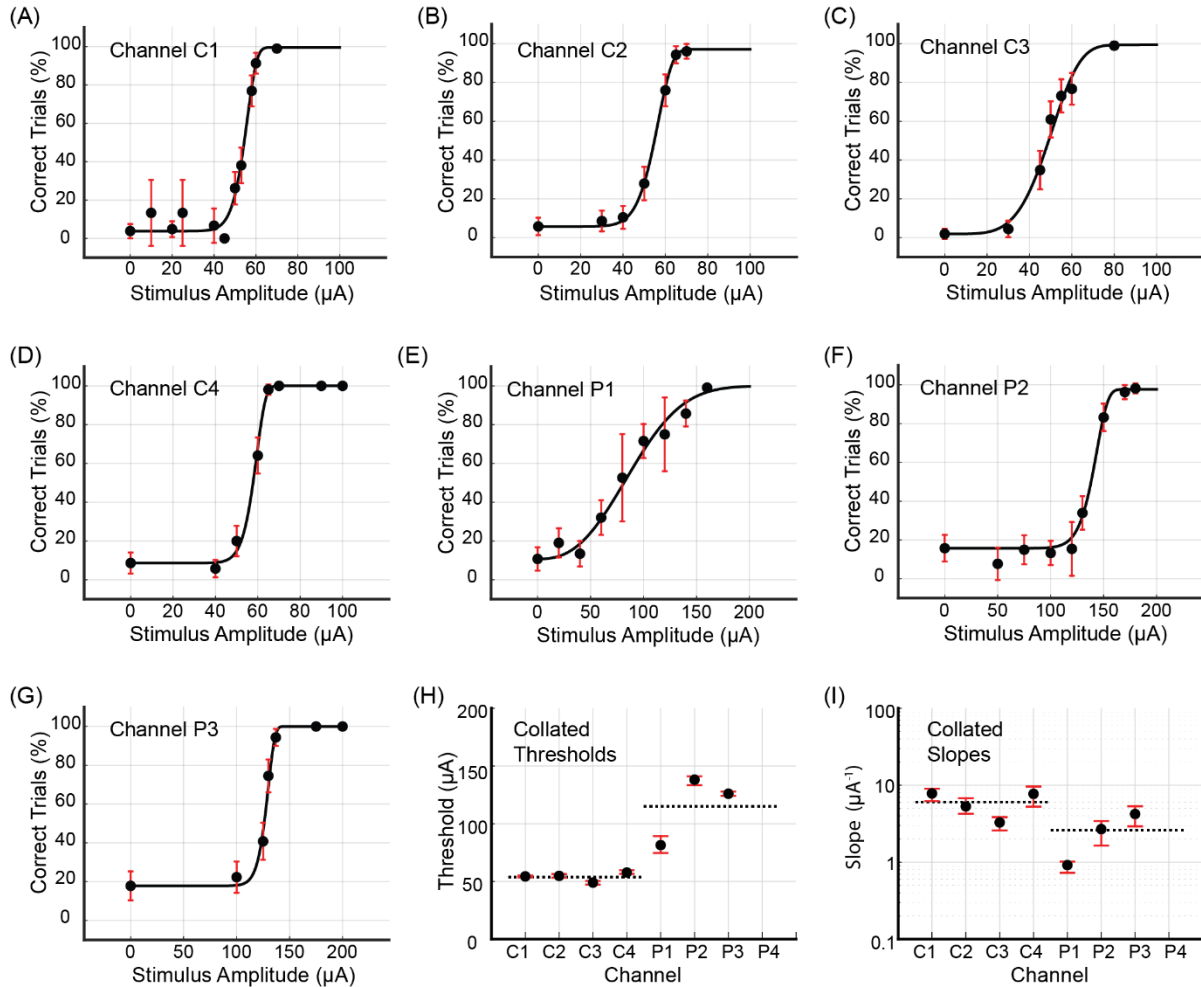 (A)
Channel C1
Correct Trials (%)
100
80
60
40
20
0
0 20 40 60 80 100
Stimulus Amplitude (µA)
(B)
Channel C2
Correct Trials (%)
100
80
60
40
20
0
0 20 40 60 80 100
Stimulus Amplitude (µA)
(C)
Channel C3
Correct Trials (%)
100
80
60
40
20
0
0 20 40 60 80 100
Stimulus Amplitude (µA)
(D)
Channel C4
Correct Trials (%)
100
80
60
40
20
0
0 20 40 60 80 100
Stimulus Amplitude (µA)
(E)
Channel P1
Correct Trials (%)
100
80
60
40
20
0
0 50 100 150 200
Stimulus Amplitude (µA)
(F)
Channel P2
Correct Trials (%)
100
80
60
40
20
0
0 50 100 150 200
Stimulus Amplitude (µA)
(G)
Channel P3
Correct Trials (%)
100
80
60
40
20
0
0 50 100 150 200
Stimulus Amplitude (µA)
(H)
Collated
Thresholds
Threshold (µA)
200
150
100
50
0
C1 C2 C3 C4 P1 P2 P3 P4
Channel
(I)
Collated
Slopes
Slope (µA⁻¹)
100
10
1
0.1
C1 C2 C3 C4 P1 P2 P3 P4
Channel